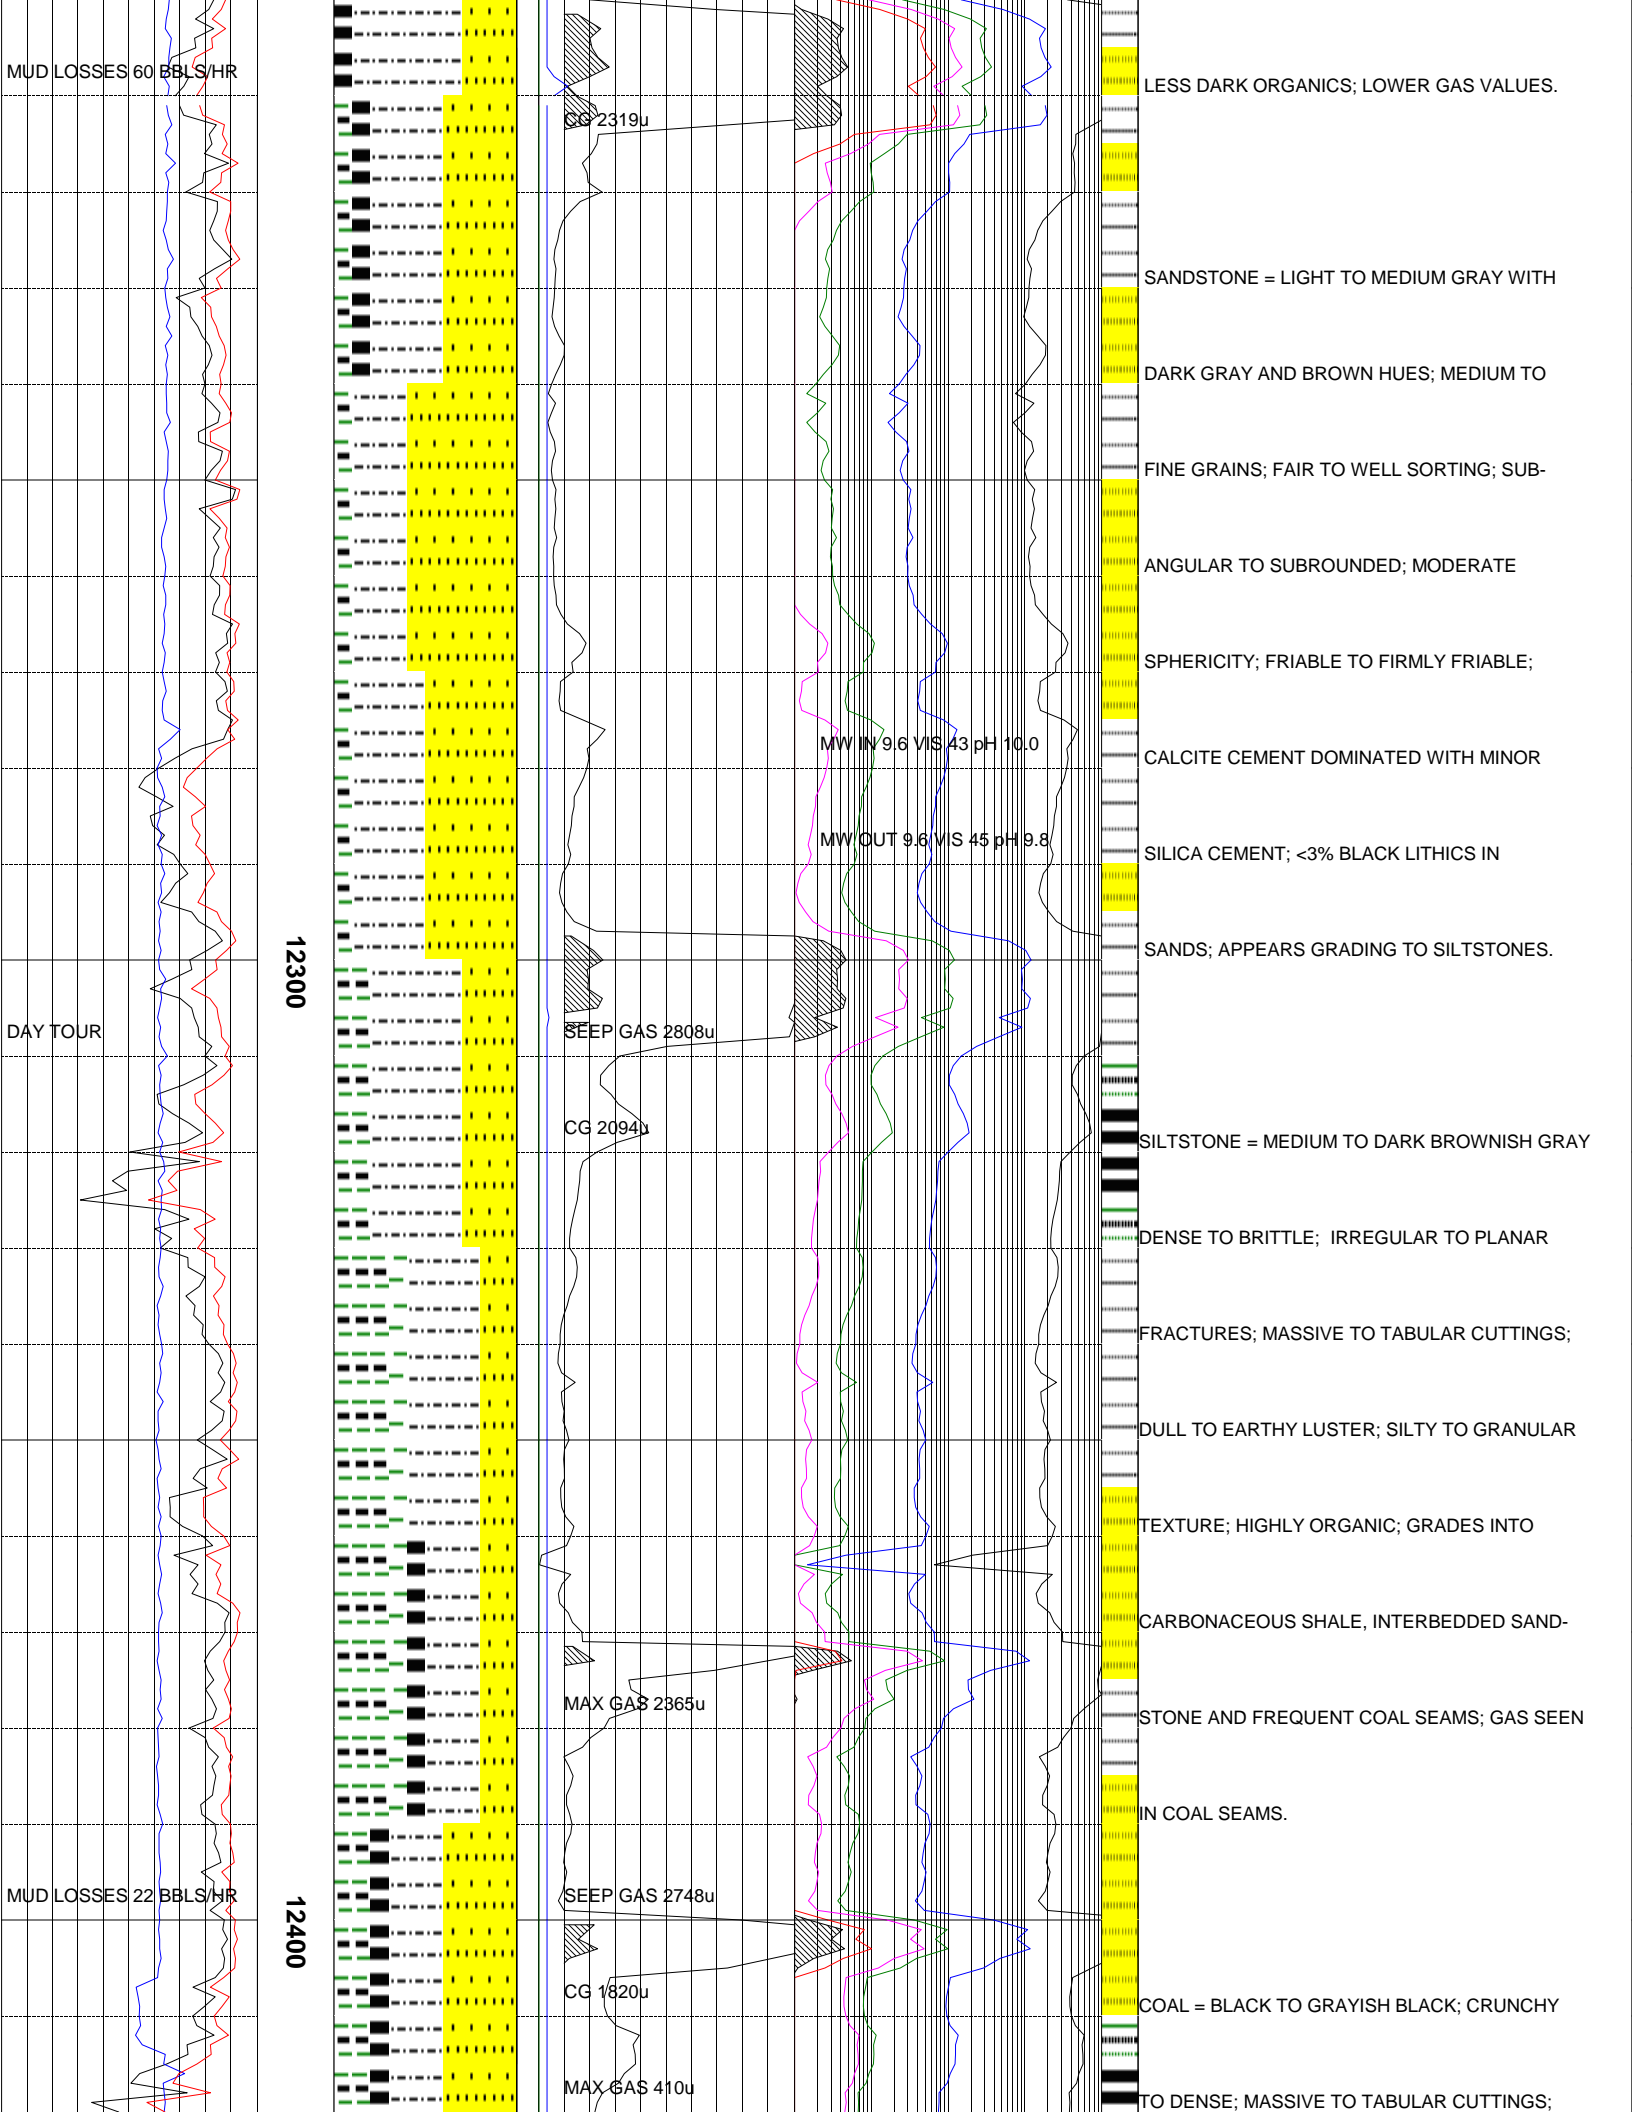 MUD LOSSES 60 BBLS/HR
LESS DARK ORGANICS; LOWER GAS VALUES.
CG 2319u
SANDSTONE = LIGHT TO MEDIUM GRAY WITH
DARK GRAY AND BROWN HUES; MEDIUM TO
FINE GRAINS; FAIR TO WELL SORTING; SUB-
ANGULAR TO SUBROUNDED; MODERATE
SPHERICITY; FRIABLE TO FIRMLY FRIABLE;
MW IN 9.6 VIS 43 pH 10.0
CALCITE CEMENT DOMINATED WITH MINOR
MW OUT 9.6 VIS 45 pH 9.8
SILICA CEMENT; <3% BLACK LITHICS IN
SANDS; APPEARS GRADING TO SILTSTONES.
12300
DAY TOUR
SEEP GAS 2808u
CG 2094u
SILTSTONE = MEDIUM TO DARK BROWNISH GRAY
DENSE TO BRITTLE;  IRREGULAR TO PLANAR
FRACTURES; MASSIVE TO TABULAR CUTTINGS;
DULL TO EARTHY LUSTER; SILTY TO GRANULAR
TEXTURE; HIGHLY ORGANIC; GRADES INTO
CARBONACEOUS SHALE, INTERBEDDED SAND-
MAX GAS 2365u
STONE AND FREQUENT COAL SEAMS; GAS SEEN
IN COAL SEAMS.
MUD LOSSES 22 BBLS/HR
SEEP GAS 2748u
12400
CG 1820u
COAL = BLACK TO GRAYISH BLACK; CRUNCHY
MAX GAS 410u
TO DENSE; MASSIVE TO TABULAR CUTTINGS;